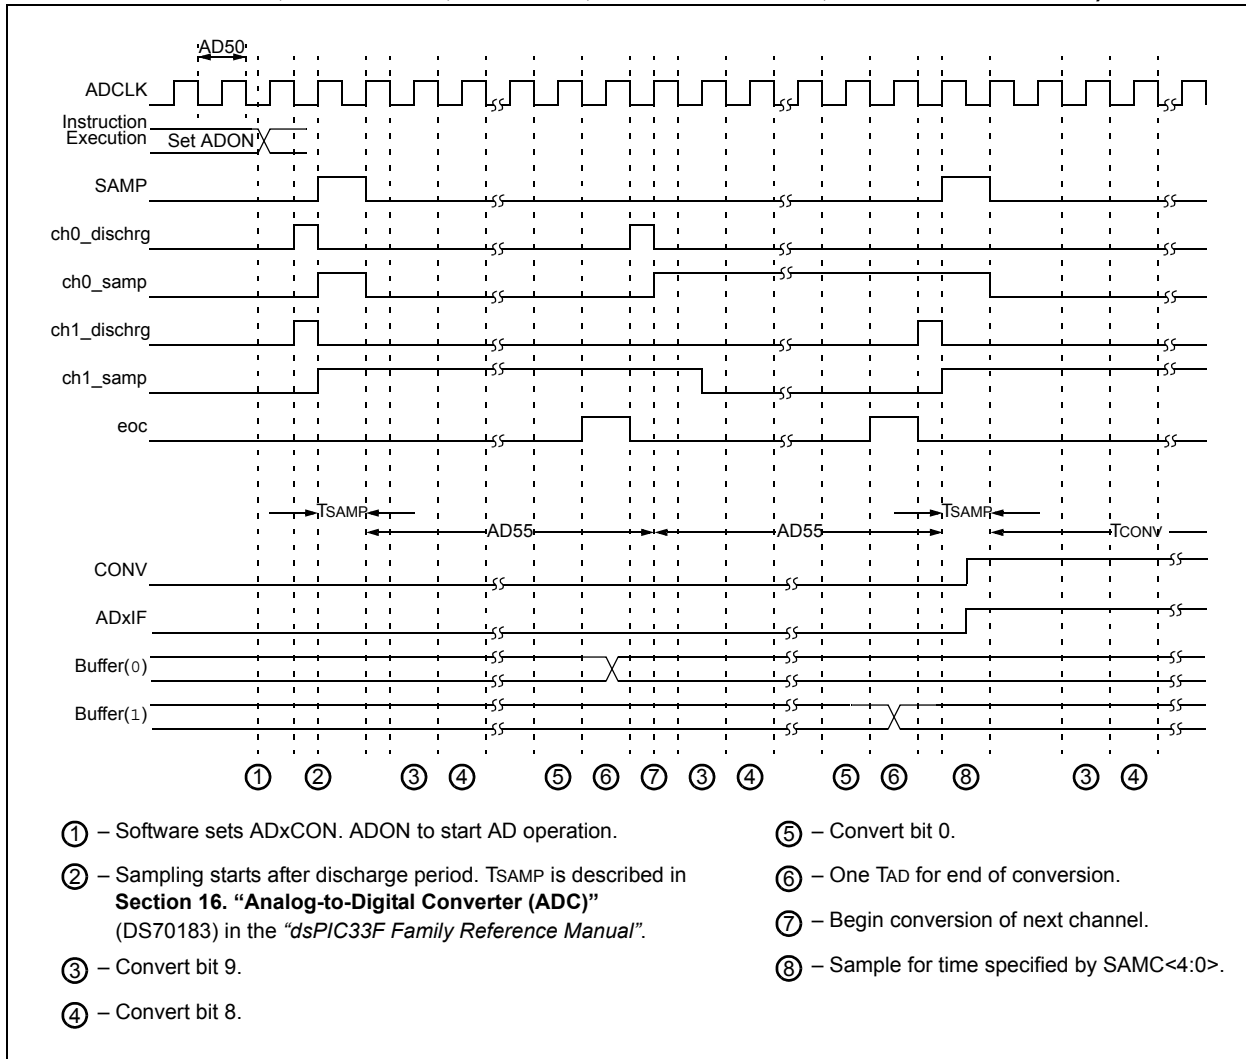 AD50
ADCLK
Instruction
Execution
Set ADON
SAMP
ch0_dischrg
ch0_samp
ch1_dischrg
ch1_samp
eoc
TSAMP
TSAMP
AD55
AD55
TCONV
CONV
ADxIF
Buffer(0)
Buffer(1)
1 2 3 4 5 6 7 3 4 5 6 8 3 4
1 – Software sets ADxCON. ADON to start AD operation.
2 – Sampling starts after discharge period. TSAMP is described in
Section 16. “Analog-to-Digital Converter (ADC)”
(DS70183) in the “dsPIC33F Family Reference Manual”.
3 – Convert bit 9.
4 – Convert bit 8.
5 – Convert bit 0.
6 – One TAD for end of conversion.
7 – Begin conversion of next channel.
8 – Sample for time specified by SAMC<4:0>.